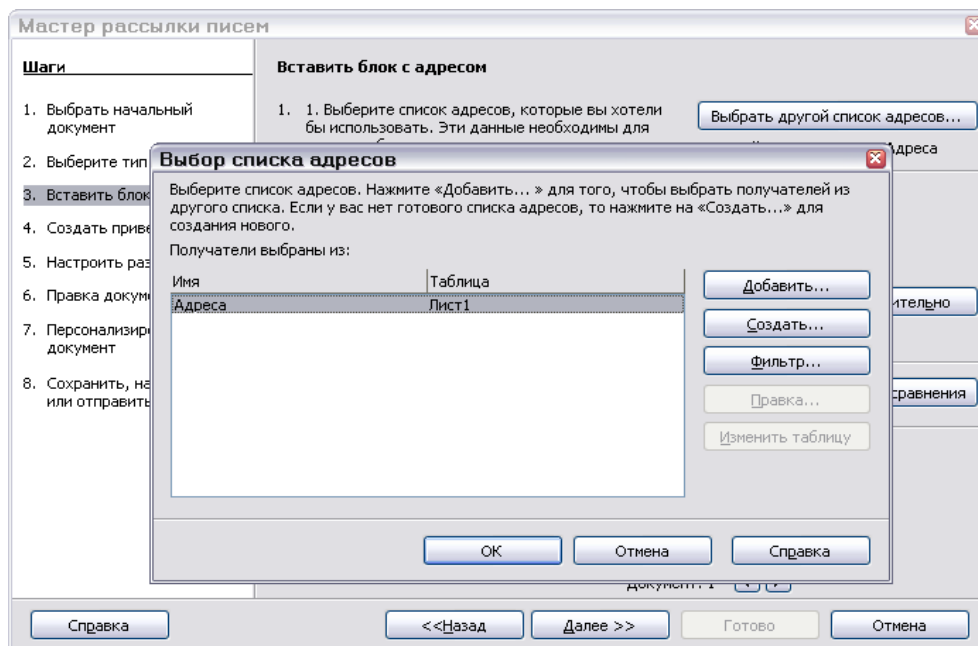 Мастер рассылки писем
Шаги
1. Выбрать начальный
документ
2. Выберите тип
3. Вставить блок
4. Создать приве
5. Настроить раз
6. Правка докум
7. Персонализир
документ
8. Сохранить, на
или отправить
Вставить блок с адресом
1. 1. Выберите список адресов, которые вы хотели
бы использовать. Эти данные необходимы для
Выбрать другой список адресов...
Адреса
Выбор списка адресов
Выберите список адресов. Нажмите «Добавить... » для того, чтобы выбрать получателей из
другого списка. Если у вас нет готового списка адресов, то нажмите на «Создать...» для
создания нового.
Получатели выбраны из:
Имя Таблица
Адреса Лист1
Добавить...
Создать...
Фильтр...
Правка...
Изменить таблицу
ОК Отмена Справка
ительно
сравнения
Документ: 1
Справка <<Назад Далее >> Готово Отмена